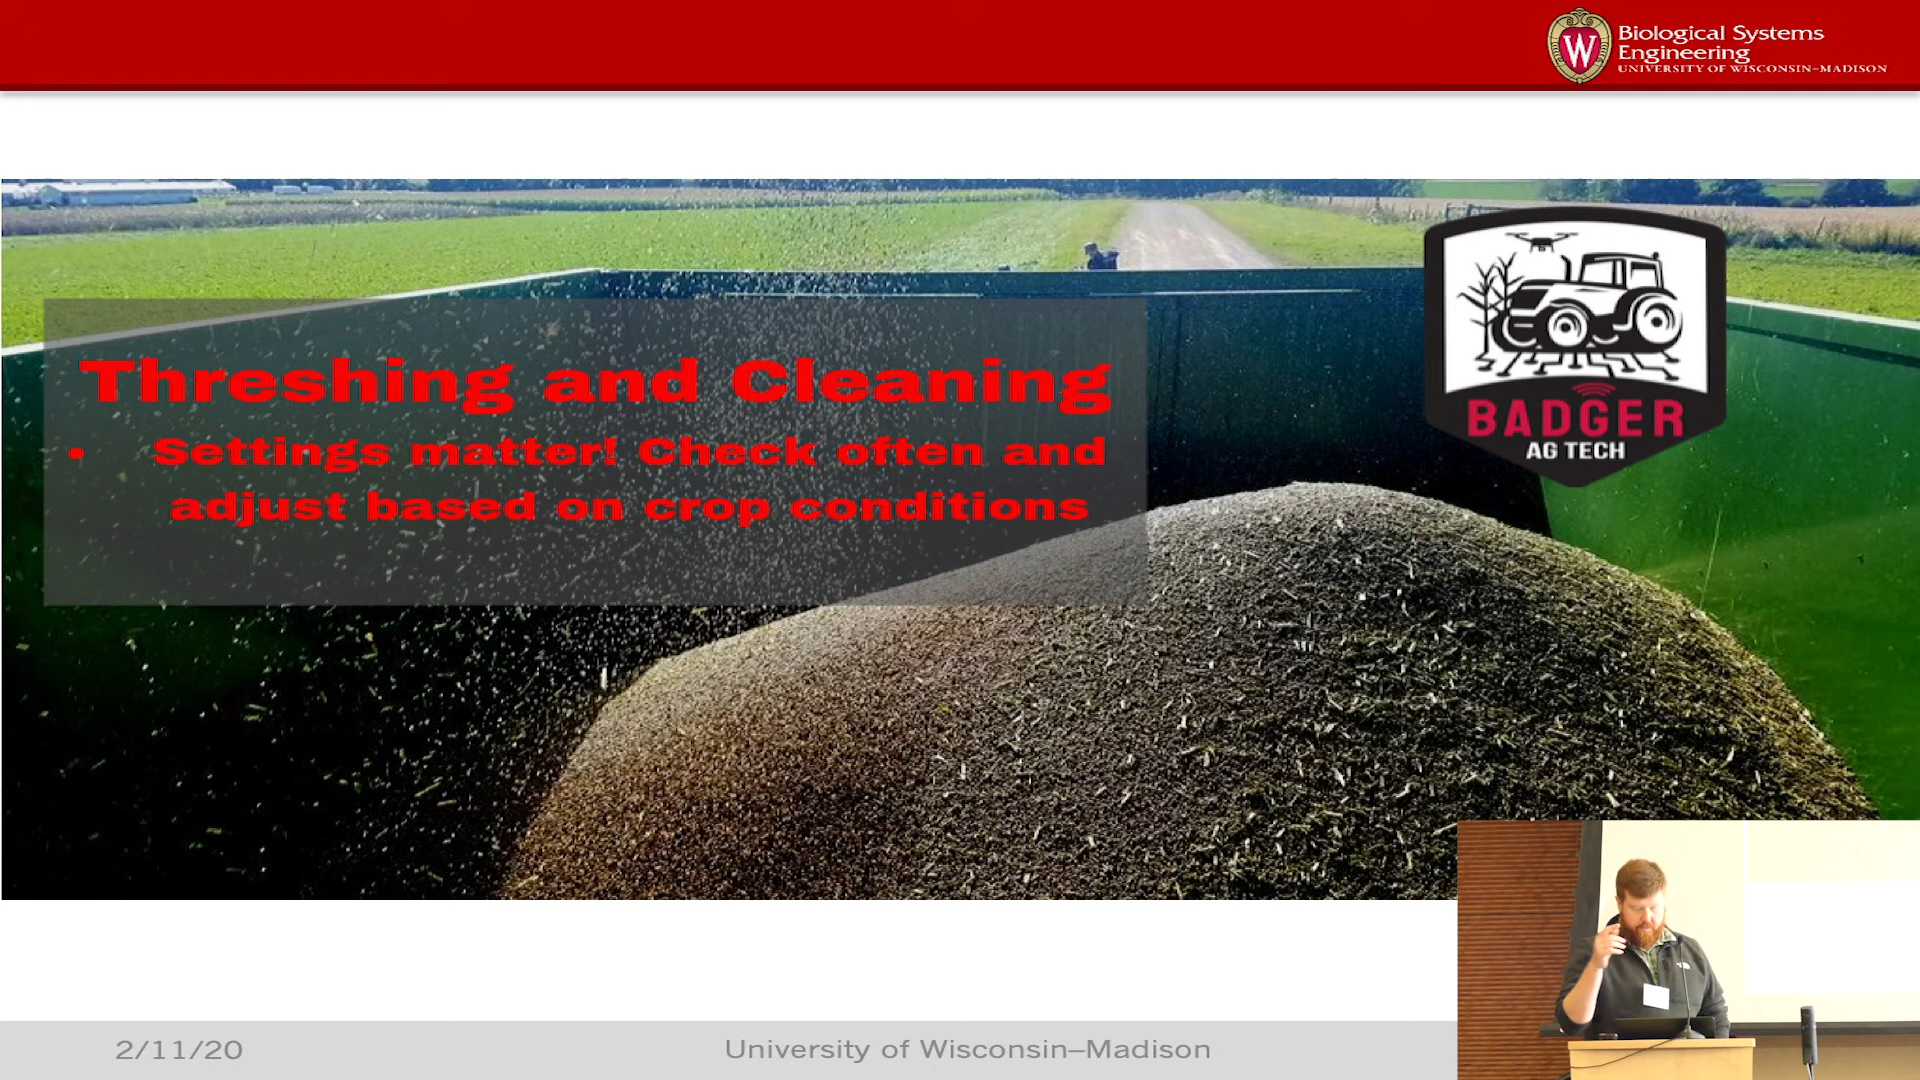 Biological Systems
Engineering
UNIVERSITY OF WISCONSIN–MADISON
Threshing and Cleaning
• Settings matter! Check often and
adjust based on crop conditions
BADGER
AG TECH
2/11/20
University of Wisconsin–Madison
W